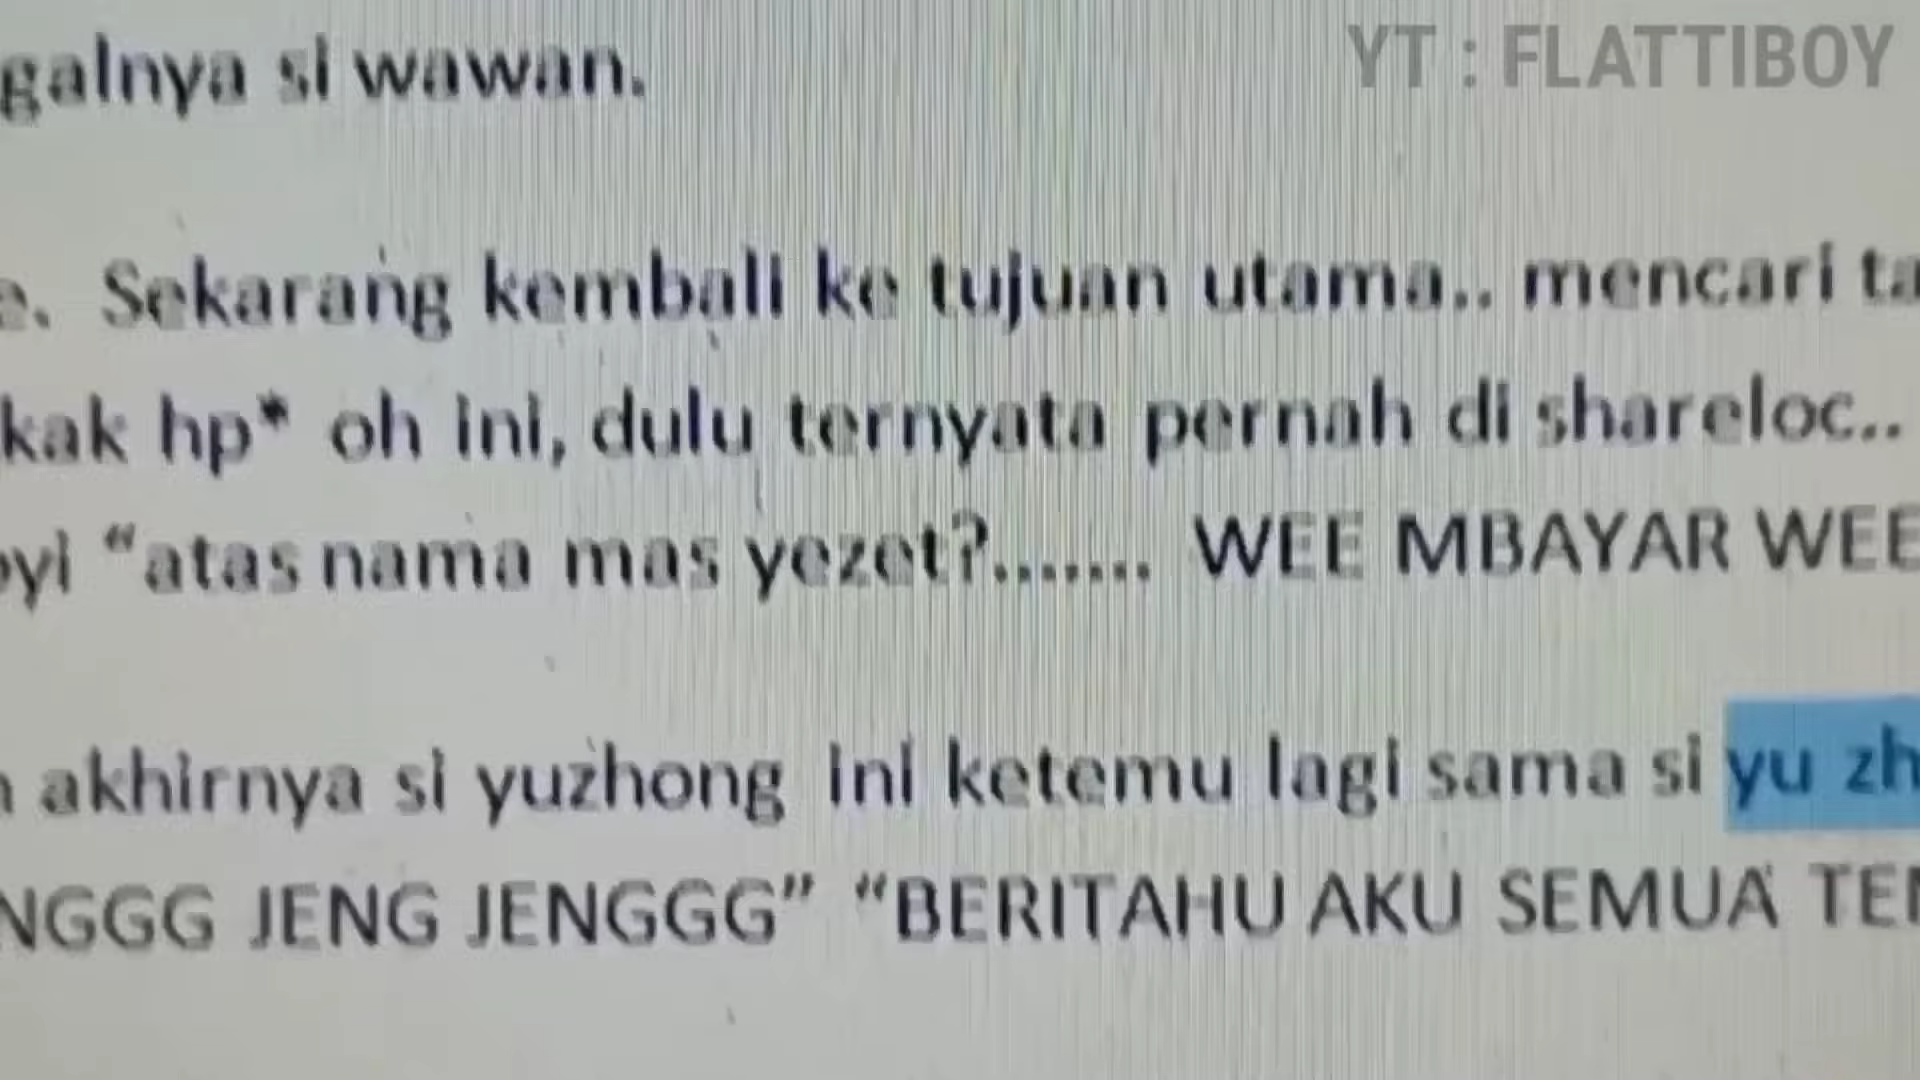 YT : FLATTIBOY
galnya si wawan.
e. Sekarang kembali ke tujuan utama.. mencari ta
kak hp* oh ini, dulu ternyata pernah di shareloc..
oyi “atas nama mas yezet?....... WEE MBAYAR WEE
akhirnya si yuzhong ini ketemu lagi sama si yu zh
NGGG JENG JENGGG” “BERITAHU AKU SEMUA TEN